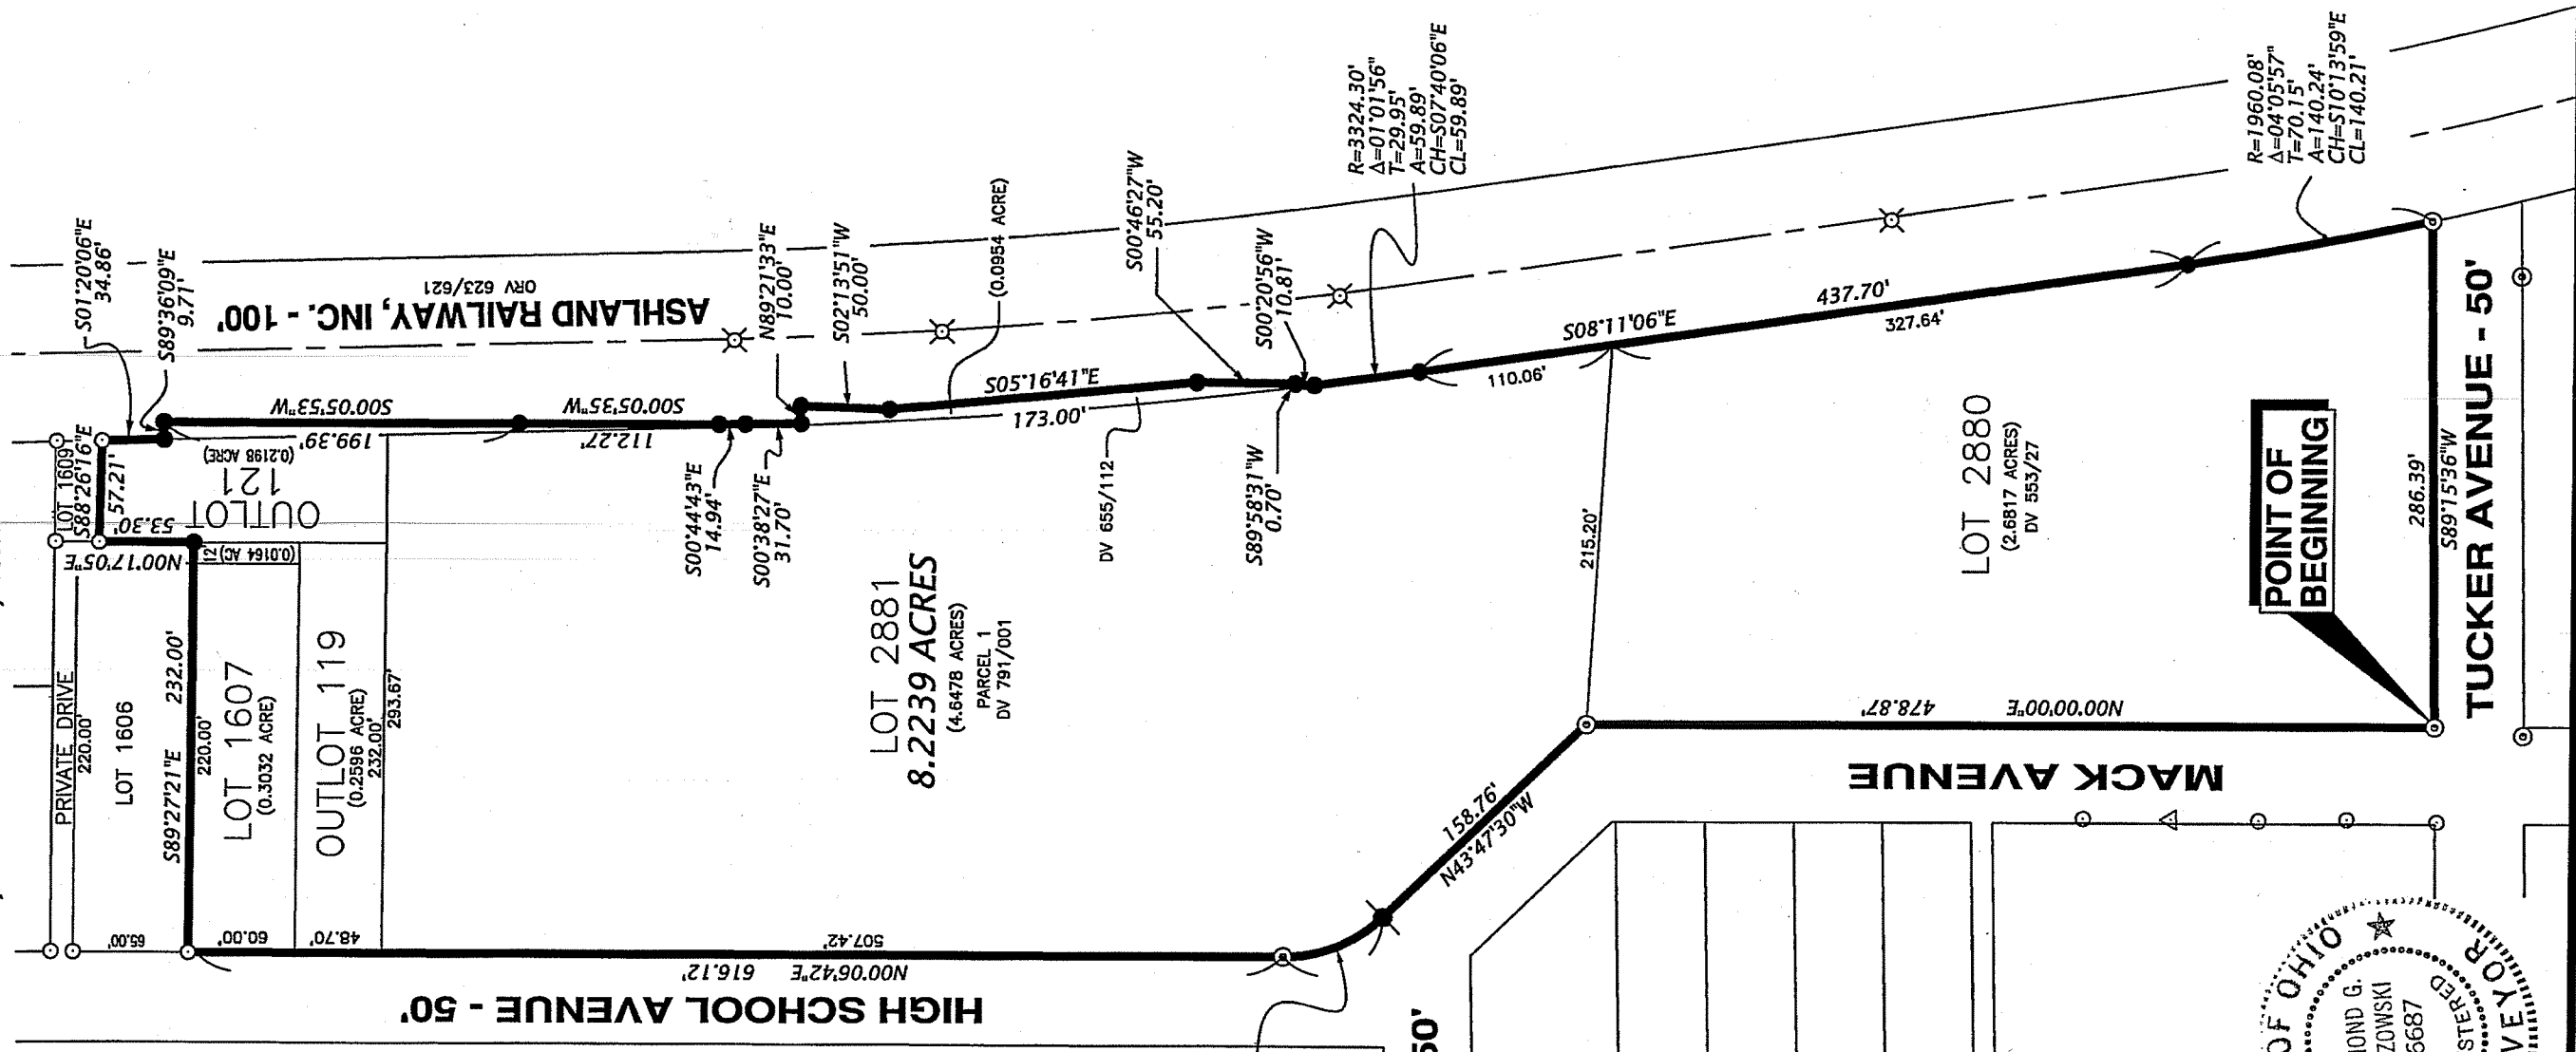 PRIVATE DRIVE
220.00'
LOT 1606
65.00'
S89°27'21"E 232.00'
220.00'
LOT 1607
(0.3032 ACRE)
60.00'
OUTLOT 119
(0.2596 ACRE)
232.00'
48.70'
293.67'
LOT 1609
S88°26'16"E
57.21'
53.30'
N00°17'05"E
(0.0164 AC)
12'
OUTLOT
121
(0.2198 ACRE)
S01°20'06"E
34.86'
S89°36'09"E
9.71'
S00°05'53"W
199.39'
S00°05'35"W
112.27'
ASHLAND RAILWAY, INC. - 100'
ORV 623/621
S00°44'43"E
14.94'
S00°38'27"E
31.70'
N89°21'33"E
10.00'
S02°13'51"W
50.00'
(0.0954 ACRE)
S05°16'41"E
173.00'
DV 655/112
S00°46'27"W
55.20'
S89°58'31"W
0.70'
S00°20'56"W
10.81'
R=3324.30'
Δ=01°01'56"
T=29.95'
A=59.89'
CH=S07°40'06"E
CL=59.89'
S08°11'06"E
437.70'
110.06'
327.64'
R=1960.08'
Δ=04°05'57"
T=70.15'
A=140.24'
CH=S10°13'59"E
CL=140.21'
LOT 2881
8.2239 ACRES
(4.6478 ACRES)
PARCEL 1
DV 791/001
215.20'
LOT 2880
(2.6817 ACRES)
DV 553/27
POINT OF
BEGINNING
286.39'
S89°15'36"W
TUCKER AVENUE - 50'
N00°00'00"E 478.87'
MACK AVENUE
158.76'
N43°47'30"W
507.42'
N00°06'42"E 616.12'
HIGH SCHOOL AVENUE - 50'
50'
OF OHIO
MOND G.
ZOWSKI
6687
STERED
VEYOR